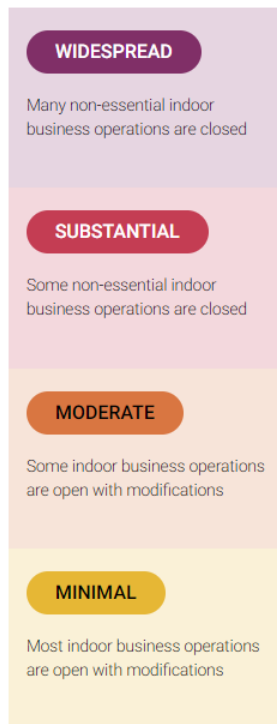 WIDESPREAD
Many non-essential indoor
business operations are closed
SUBSTANTIAL
Some non-essential indoor
business operations are closed
MODERATE
Some indoor business operations
are open with modifications
MINIMAL
Most indoor business operations
are open with modifications